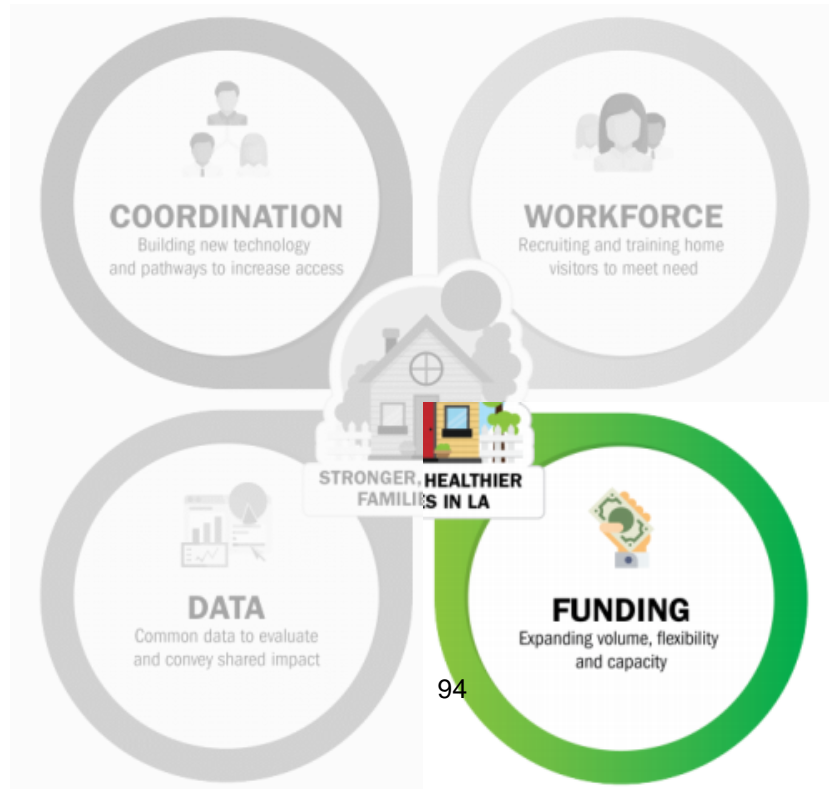 COORDINATION
Building new technology
and pathways to increase access
WORKFORCE
Recruiting and training home
visitors to meet need
STRONGER, HEALTHIER
FAMILIES IN LA
DATA
Common data to evaluate
and convey shared impact
FUNDING
Expanding volume, flexibility
and capacity
94